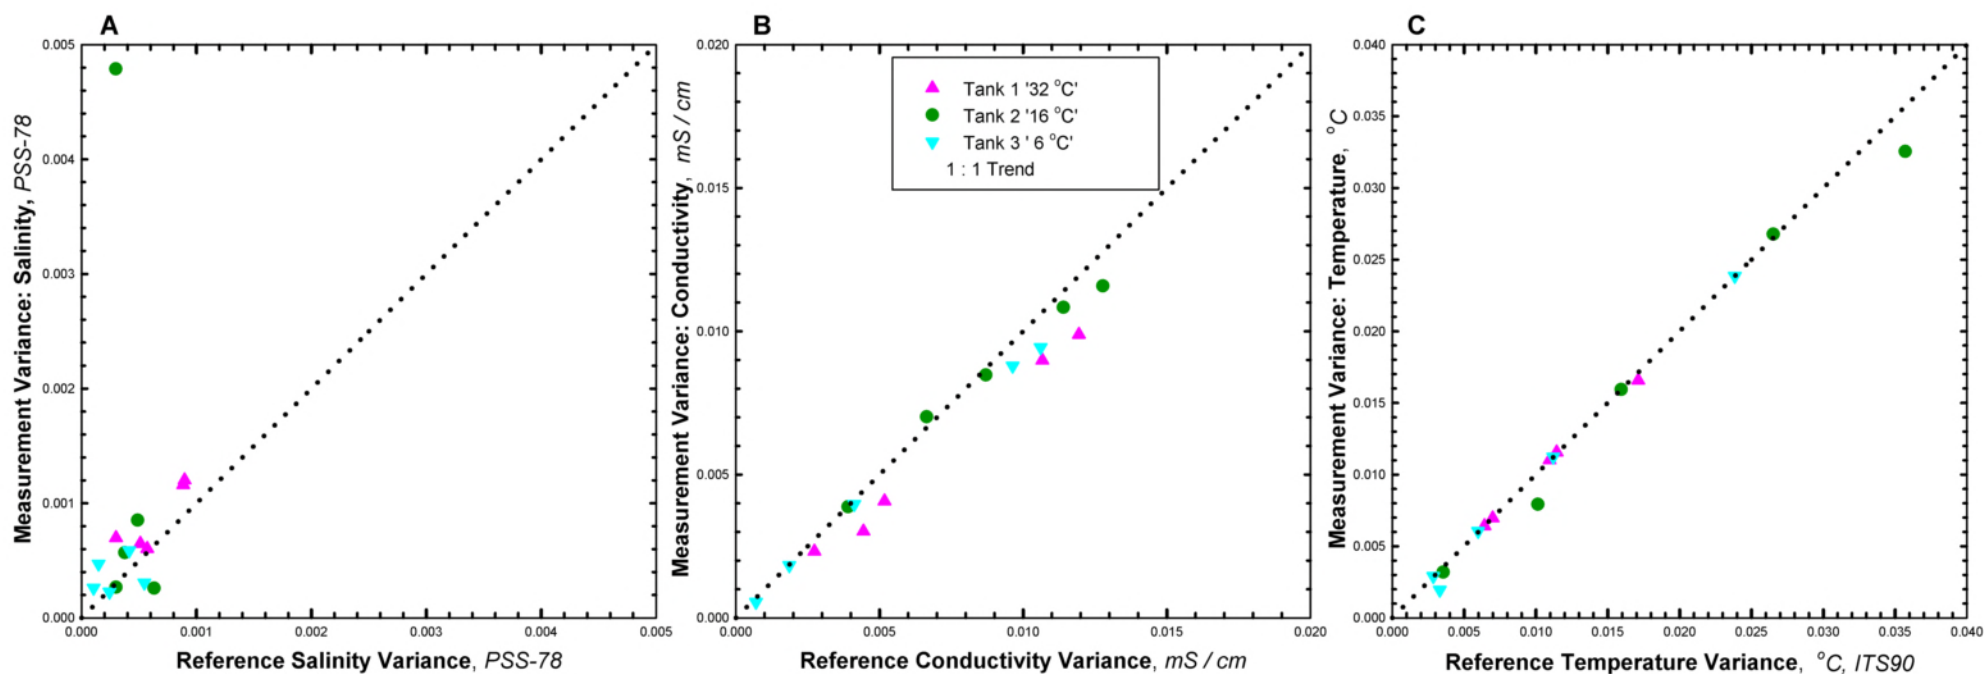 A
Measurement Variance: Salinity, PSS-78
0.005
0.004
0.003
0.002
0.001
0.000
0.000 0.001 0.002 0.003 0.004 0.005
Reference Salinity Variance, PSS-78
B
Measurement Variance: Conductivity, mS / cm
0.020
0.015
0.010
0.005
0.000
0.000 0.005 0.010 0.015 0.020
Reference Conductivity Variance, mS / cm
Tank 1 '32 °C'
Tank 2 '16 °C'
Tank 3 ' 6 °C'
1 : 1 Trend
C
Measurement Variance: Temperature, °C
0.040
0.035
0.030
0.025
0.020
0.015
0.010
0.005
0.000
0.000 0.005 0.010 0.015 0.020 0.025 0.030 0.035 0.040
Reference Temperature Variance, °C, ITS90